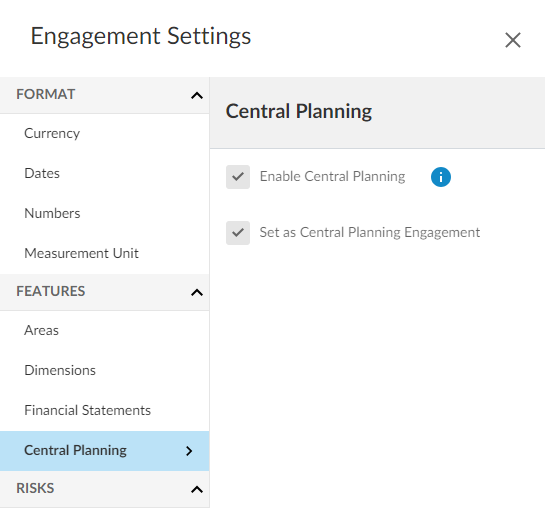 Engagement Settings
FORMAT
Currency
Dates
Numbers
Measurement Unit
FEATURES
Areas
Dimensions
Financial Statements
Central Planning
RISKS
Central Planning
Enable Central Planning
Set as Central Planning Engagement